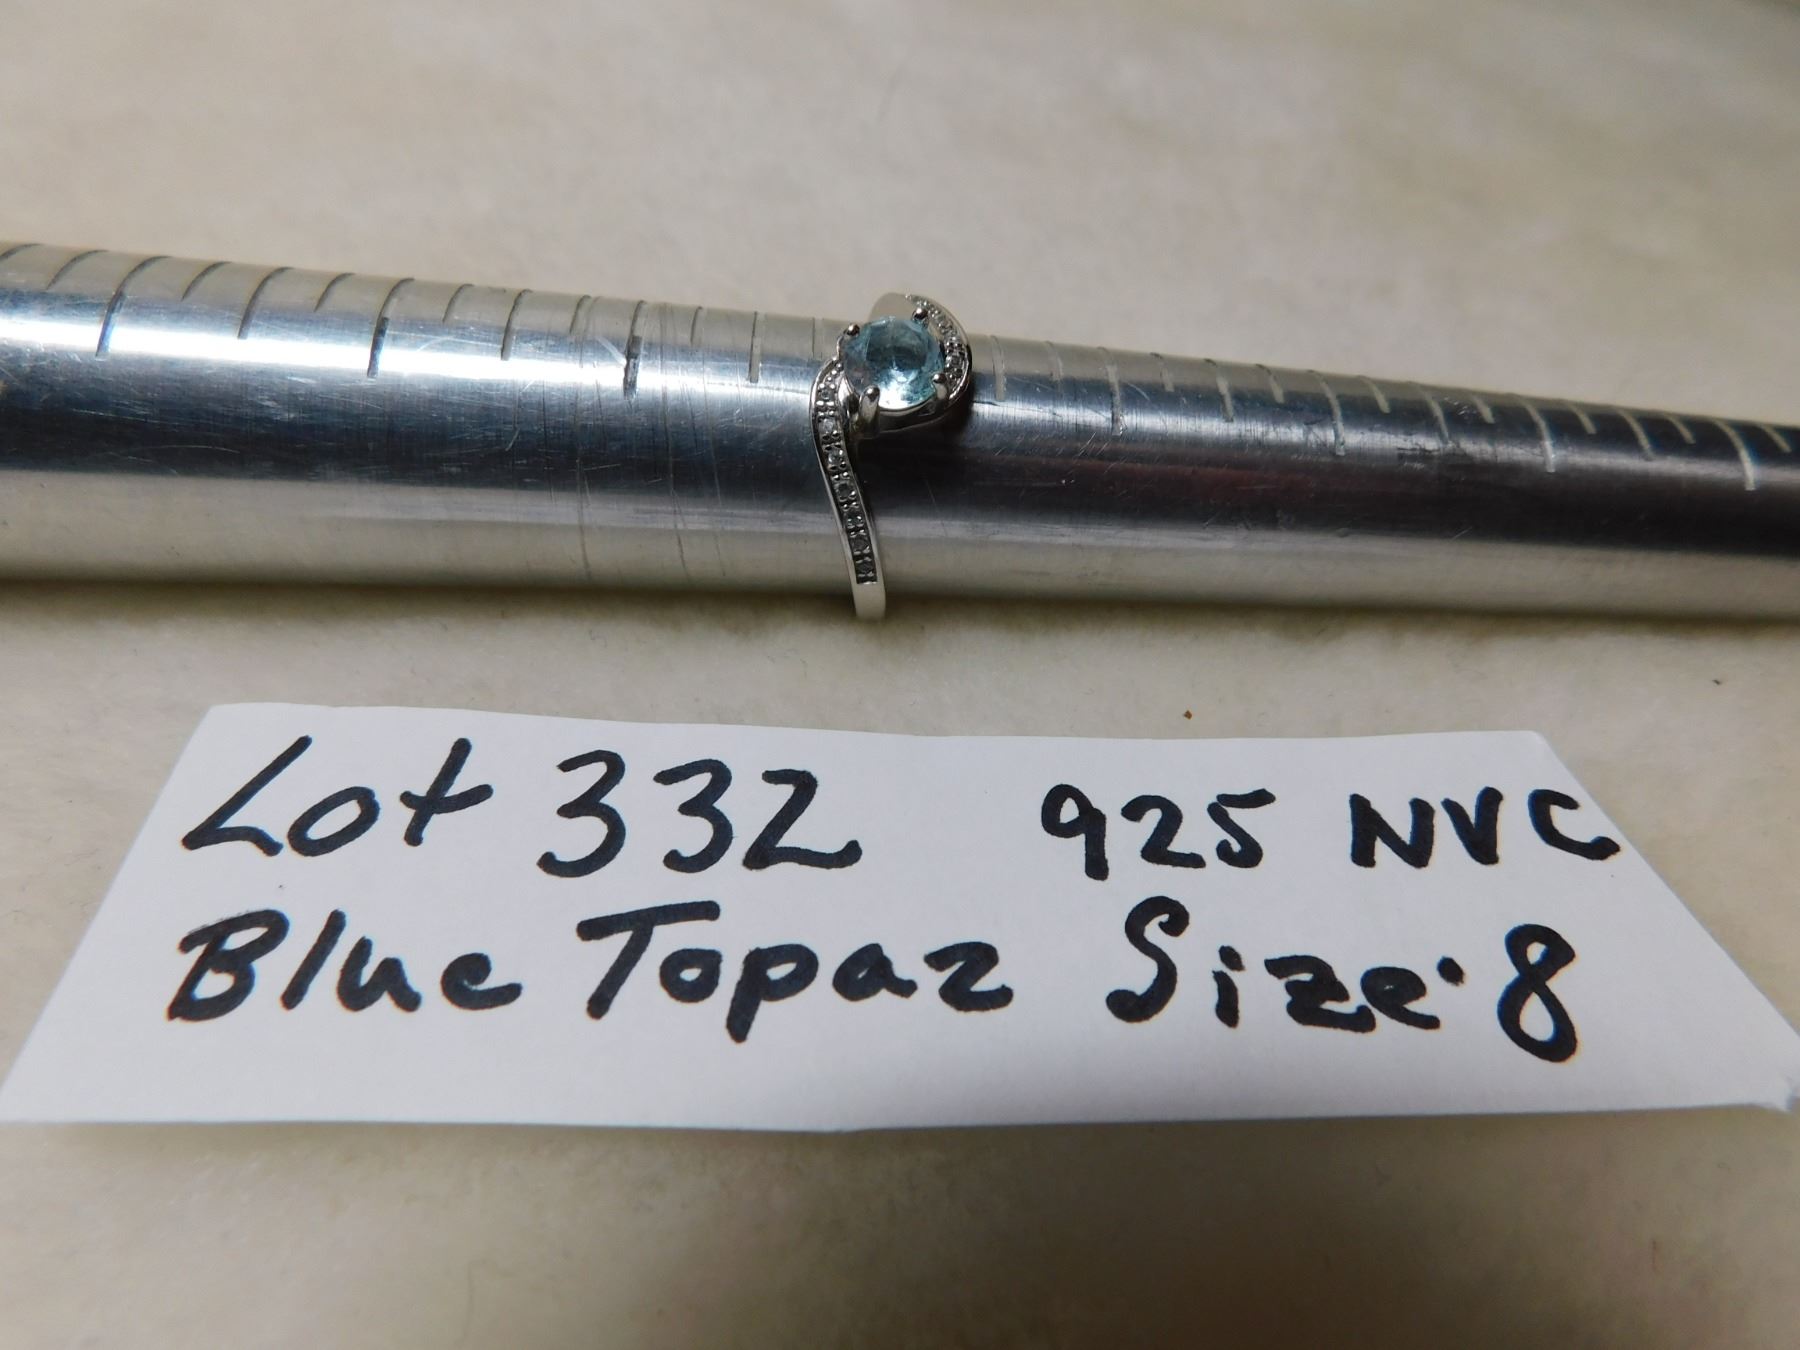 Lot 332 925 NVC
Blue Topaz Size: 8